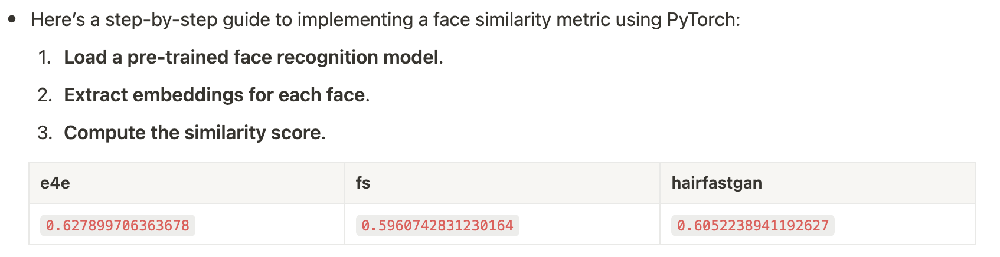 • Here’s a step-by-step guide to implementing a face similarity metric using PyTorch:
1. Load a pre-trained face recognition model.
2. Extract embeddings for each face.
3. Compute the similarity score.
e4e fs hairfastgan
0.627899706363678 0.5960742831230164 0.6052238941192627